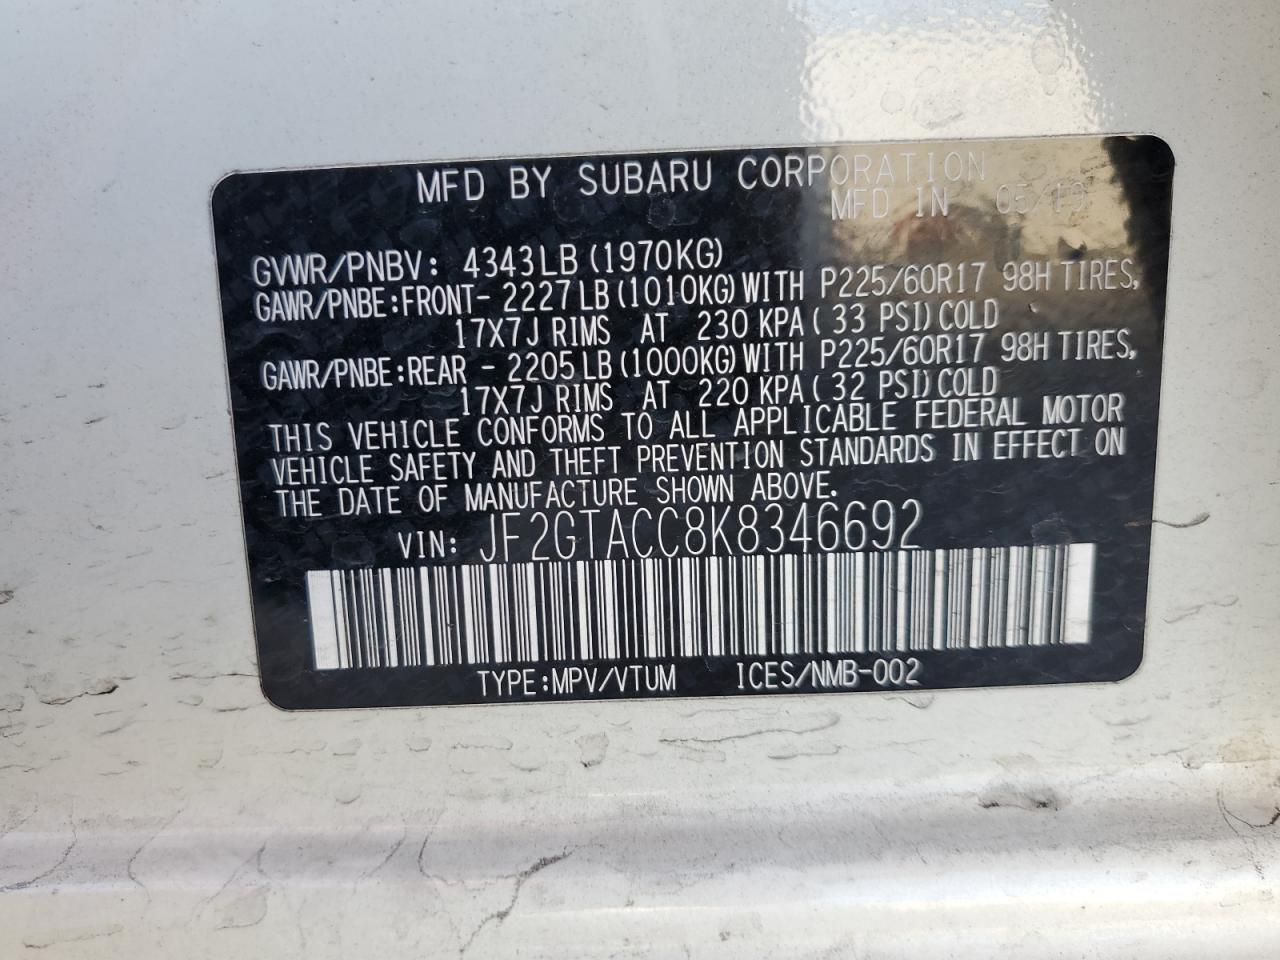 MFD BY SUBARU CORPORATION
MFD IN 05/19
GVWR/PNBV: 4343LB (1970KG)
GAWR/PNBE:FRONT- 2227LB (1010KG) WITH P225/60R17 98H TIRES,
17X7J RIMS AT 230 KPA ( 33 PSI) COLD
GAWR/PNBE:REAR - 2205LB (1000KG) WITH P225/60R17 98H TIRES,
17X7J RIMS AT 220 KPA ( 32 PSI) COLD
THIS VEHICLE CONFORMS TO ALL APPLICABLE FEDERAL MOTOR
VEHICLE SAFETY AND THEFT PREVENTION STANDARDS IN EFFECT ON
THE DATE OF MANUFACTURE SHOWN ABOVE.
VIN: JF2GTACC8K8346692
TYPE:MPV/VTUM ICES/NMB-002